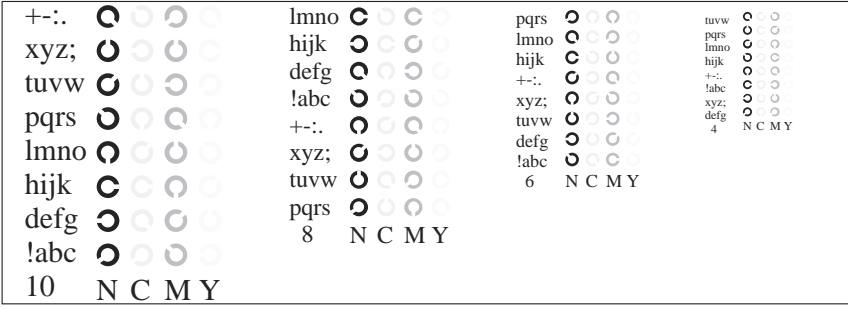 +-:.
xyz;
tuvw
pqrs
lmno
hijk
defg
!abc
10 N C M Y
lmno
hijk
defg
!abc
+-:.
xyz;
tuvw
pqrs
8 N C M Y
pqrs
lmno
hijk
+-:.
xyz;
tuvw
defg
!abc
6 N C M Y
tuvw
pqrs
lmno
hijk
+-:.
!abc
xyz;
defg
4 N C M Y